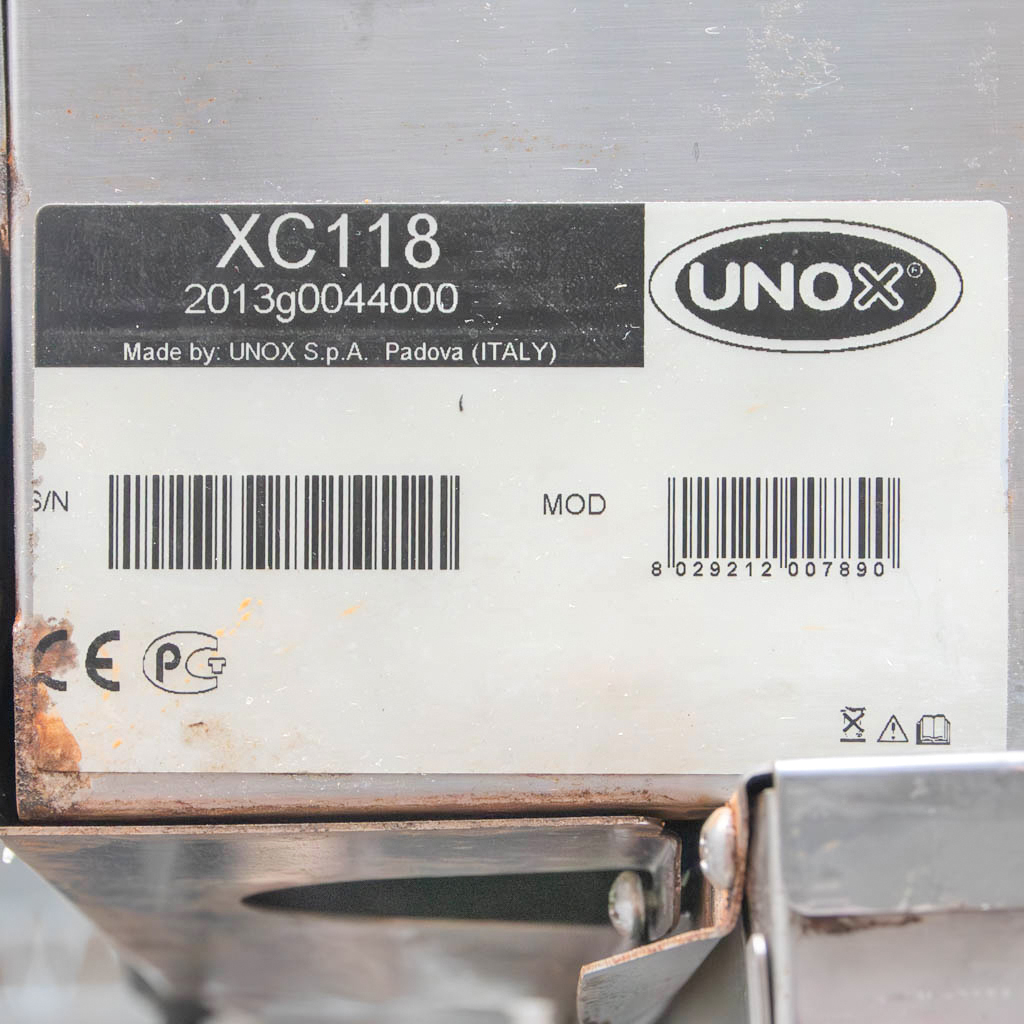 XC118
2013g0044000
Made by: UNOX S.p.A. Padova (ITALY)
UNOX®
S/N
MOD
8 029212 007890
CE
PCT